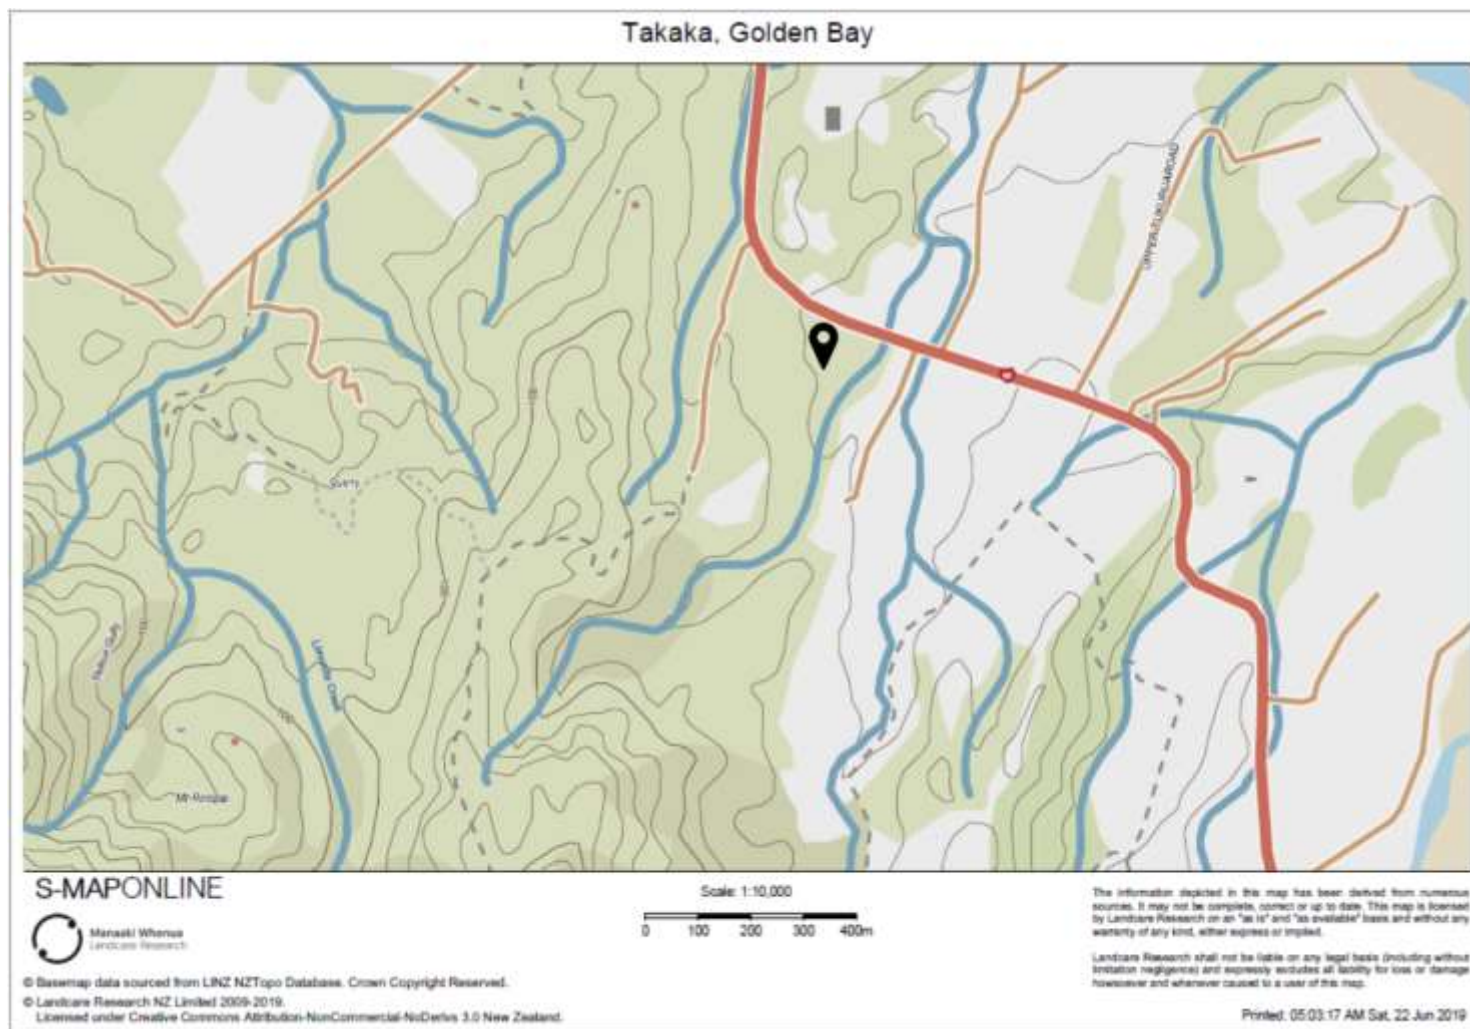 Takaka, Golden Bay
UPPER TUKURUA ROAD
Quarry
Limestone Creek
100
S-MAPONLINE
Manaaki Whenua
Landcare Research
Scale: 1:10,000
0 100 200 300 400m
The information depicted in this map has been derived from numerous
sources. It may not be complete, correct or up to date. This map is licensed
by Landcare Research on an "as is" and "as available" basis and without any
warranty of any kind, either express or implied.
Landcare Research shall not be liable on any legal basis (including without
limitation negligence) and expressly excludes all liability for loss or damage
howsoever and whenever caused to a user of this map.
© Basemap data sourced from LINZ NZTopo Database. Crown Copyright Reserved.
© Landcare Research NZ Limited 2009-2019.
Licensed under Creative Commons Attribution-NonCommercial-NoDerivs 3.0 New Zealand.
Printed: 05:03:17 AM Sat, 22 Jun 2019